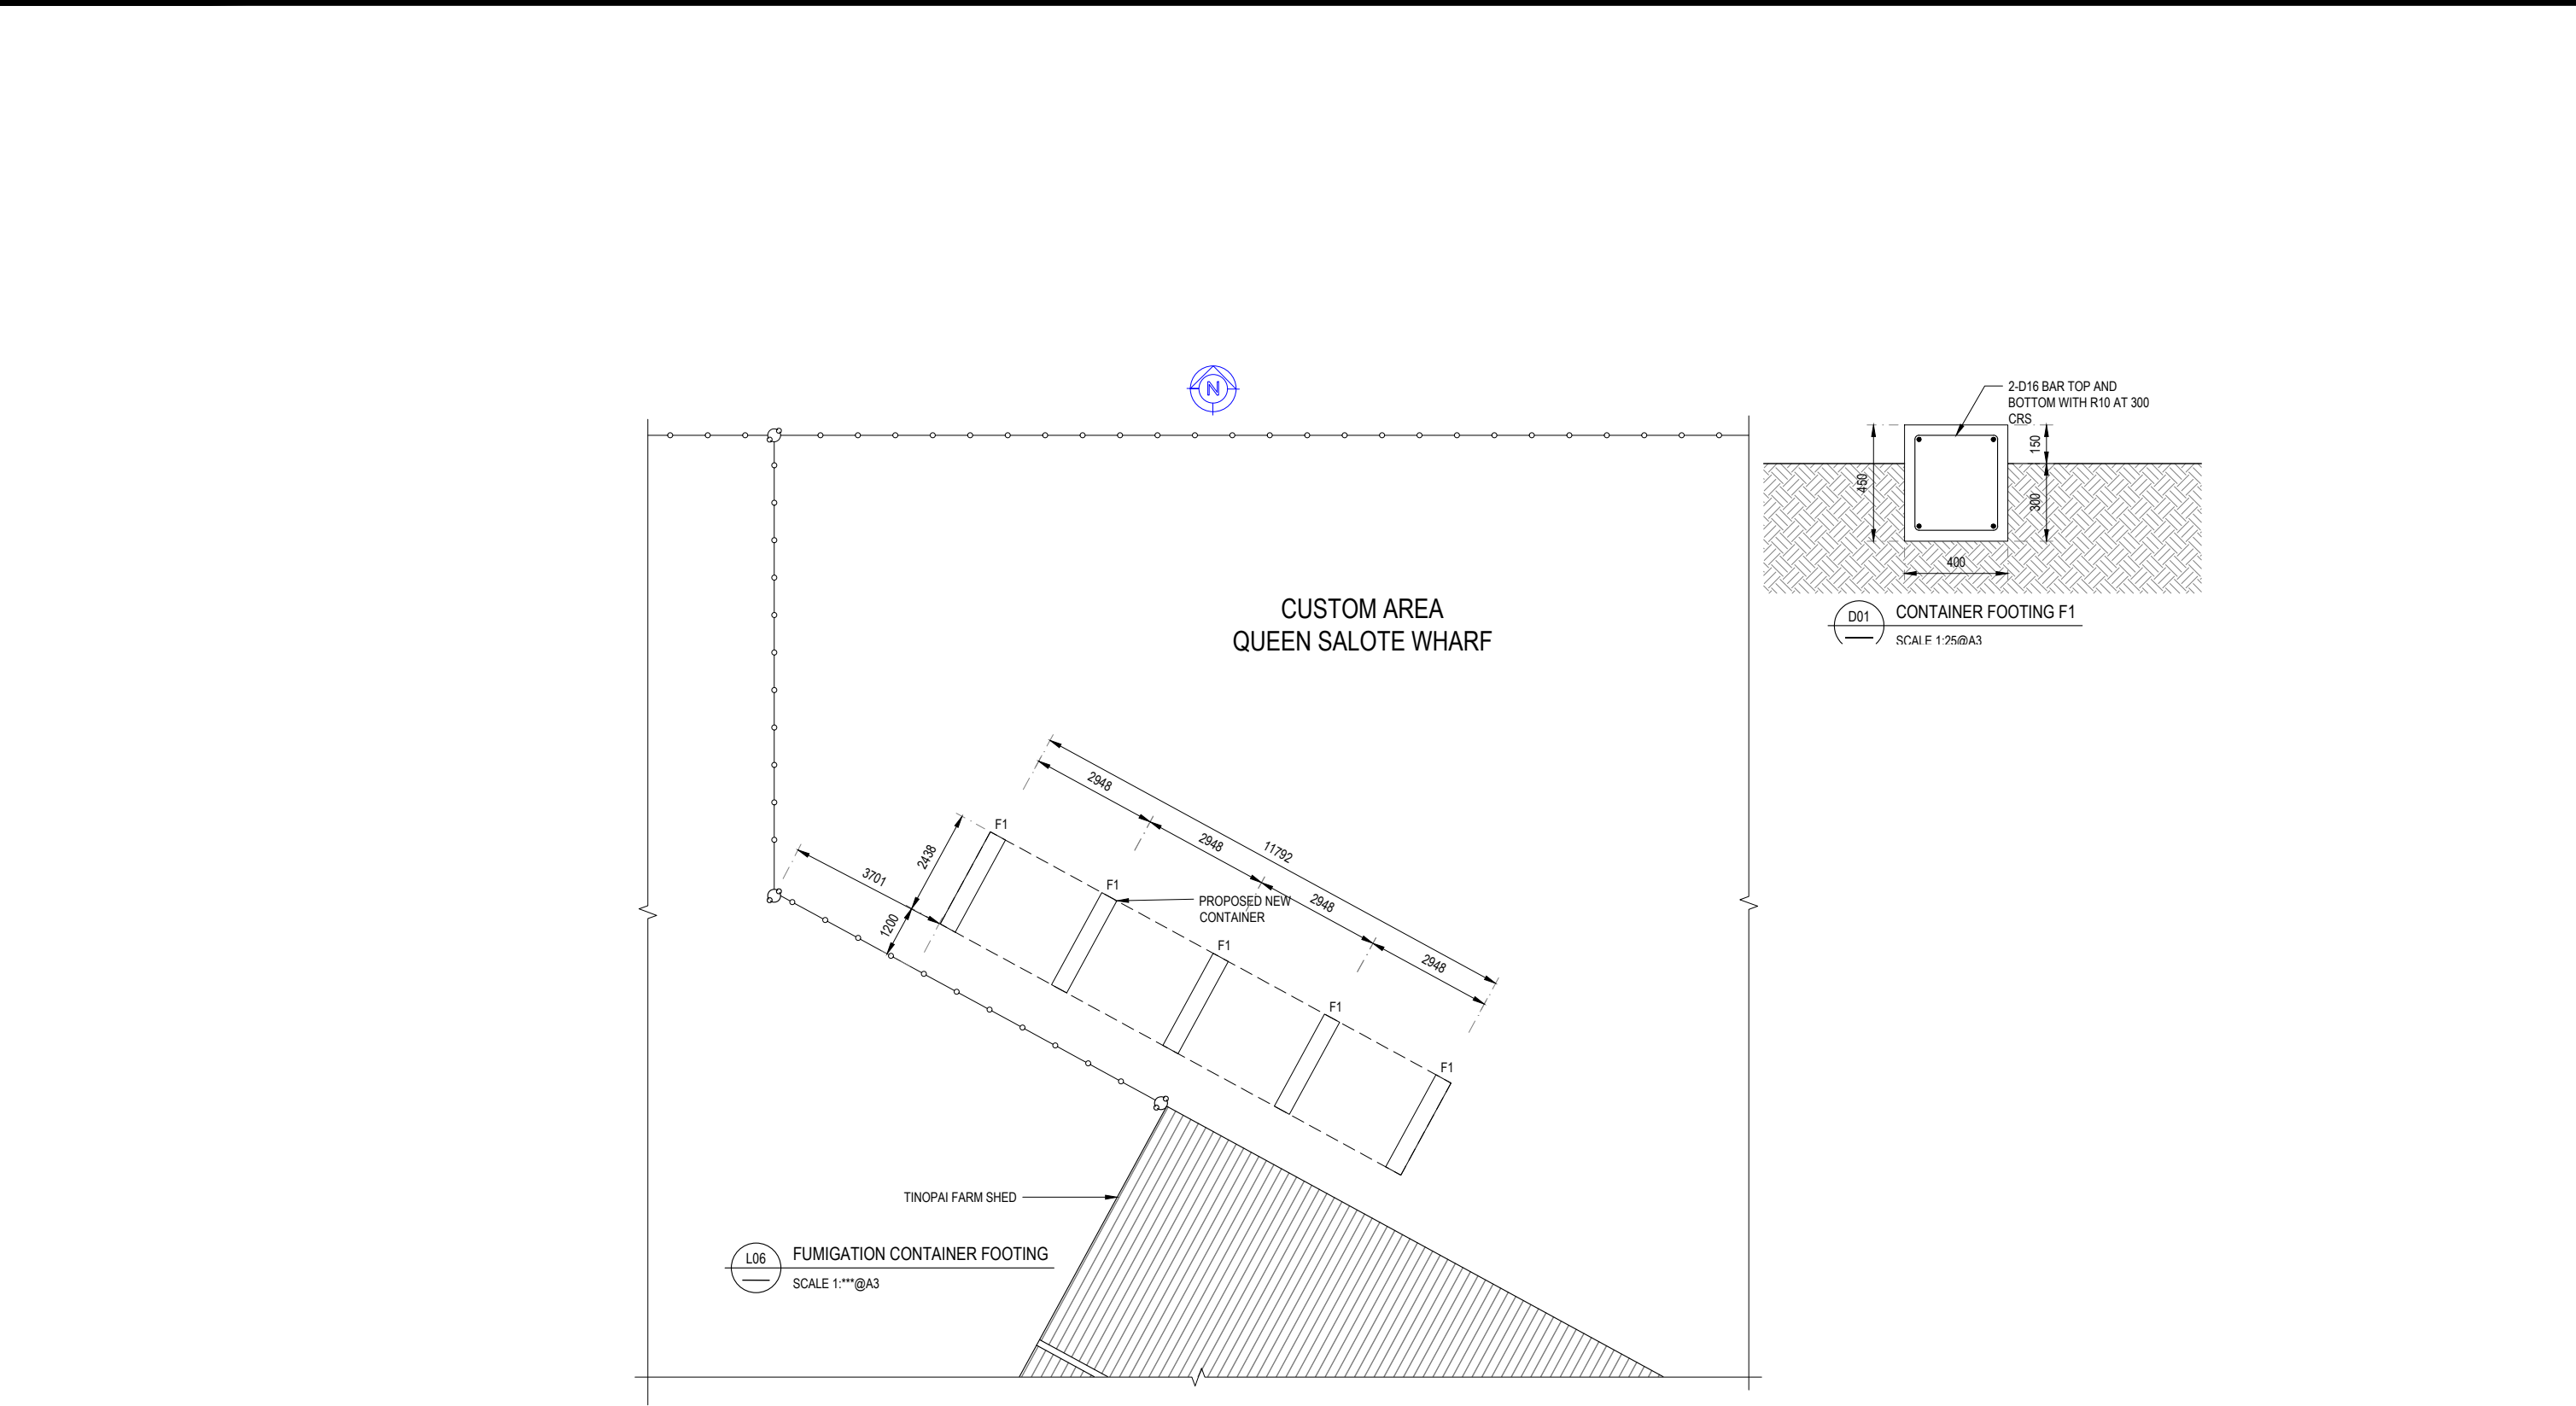 N
2-D16 BAR TOP AND
BOTTOM WITH R10 AT 300
CRS
150
450
300
400
D01
CONTAINER FOOTING F1
SCALE 1:25@A3
CUSTOM AREA
QUEEN SALOTE WHARF
2948
2948
11792
2948
2948
F1
2438
3701
1200
F1
PROPOSED NEW
CONTAINER
F1
F1
F1
TINOPAI FARM SHED
L06
FUMIGATION CONTAINER FOOTING
SCALE 1:***@A3